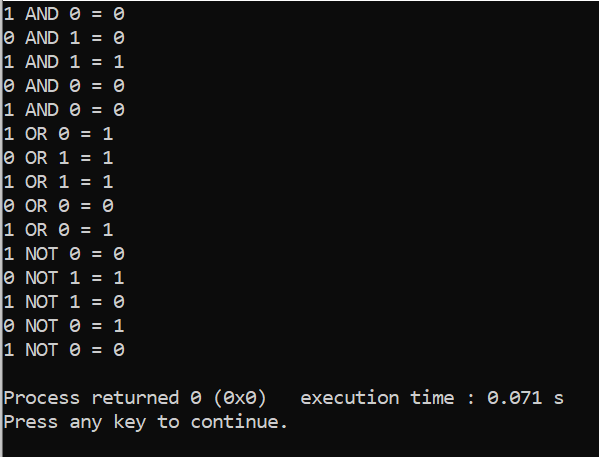 1 AND 0 = 0
0 AND 1 = 0
1 AND 1 = 1
0 AND 0 = 0
1 AND 0 = 0
1 OR 0 = 1
0 OR 1 = 1
1 OR 1 = 1
0 OR 0 = 0
1 OR 0 = 1
1 NOT 0 = 0
0 NOT 1 = 1
1 NOT 1 = 0
0 NOT 0 = 1
1 NOT 0 = 0
Process returned 0 (0x0)   execution time : 0.071 s
Press any key to continue.